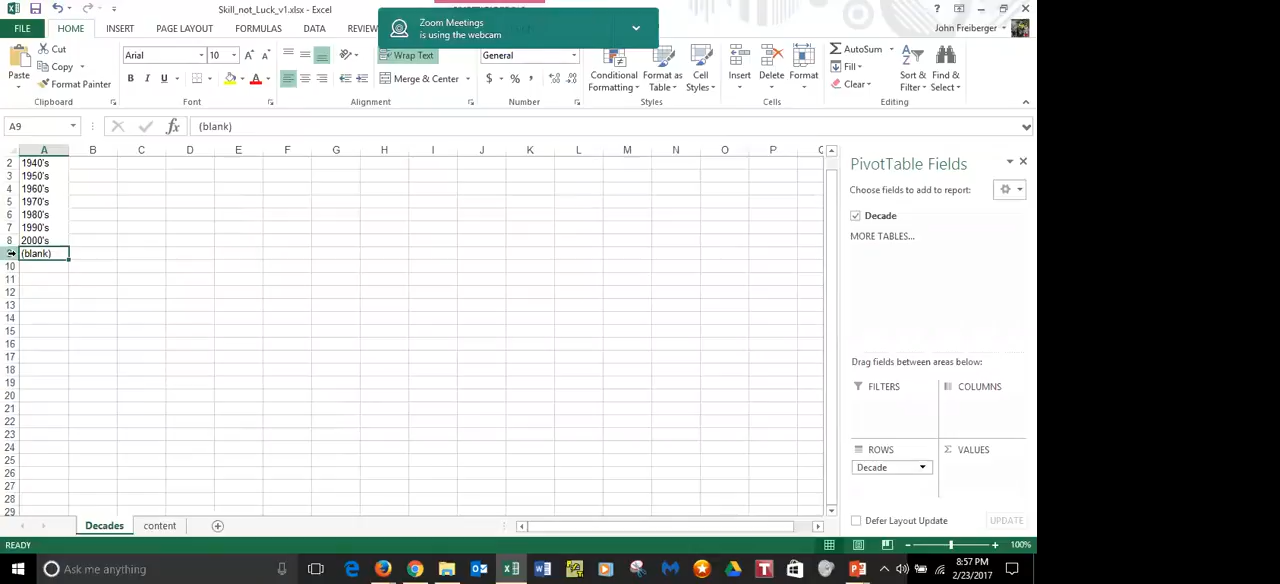 Skill_not_Luck_v1.xlsx - Excel
Zoom Meetings
is using the webcam
FILE HOME INSERT PAGE LAYOUT FORMULAS DATA REVIEW
John Freiberger
Cut
Copy
Format Painter
Paste
Clipboard
Arial 10
B I U
Font
Wrap Text
Merge & Center
Alignment
General
$ % ,
Number
Conditional Formatting
Format as Table
Cell Styles
Styles
Insert Delete Format
Cells
AutoSum
Fill
Clear
Sort & Filter
Find & Select
Editing
A9 fx (blank)
A B C D E F G H I J K L M N O P
2 1940's
3 1950's
4 1960's
5 1970's
6 1980's
7 1990's
8 2000's
(blank)
10
11
12
13
14
15
16
17
18
19
20
21
22
23
24
25
26
27
28
29
PivotTable Fields
Choose fields to add to report:
Decade
MORE TABLES...
Drag fields between areas below:
FILTERS COLUMNS
ROWS VALUES
Decade
Defer Layout Update UPDATE
Decades content
READY 100%
Ask me anything
8:57 PM
2/23/2017